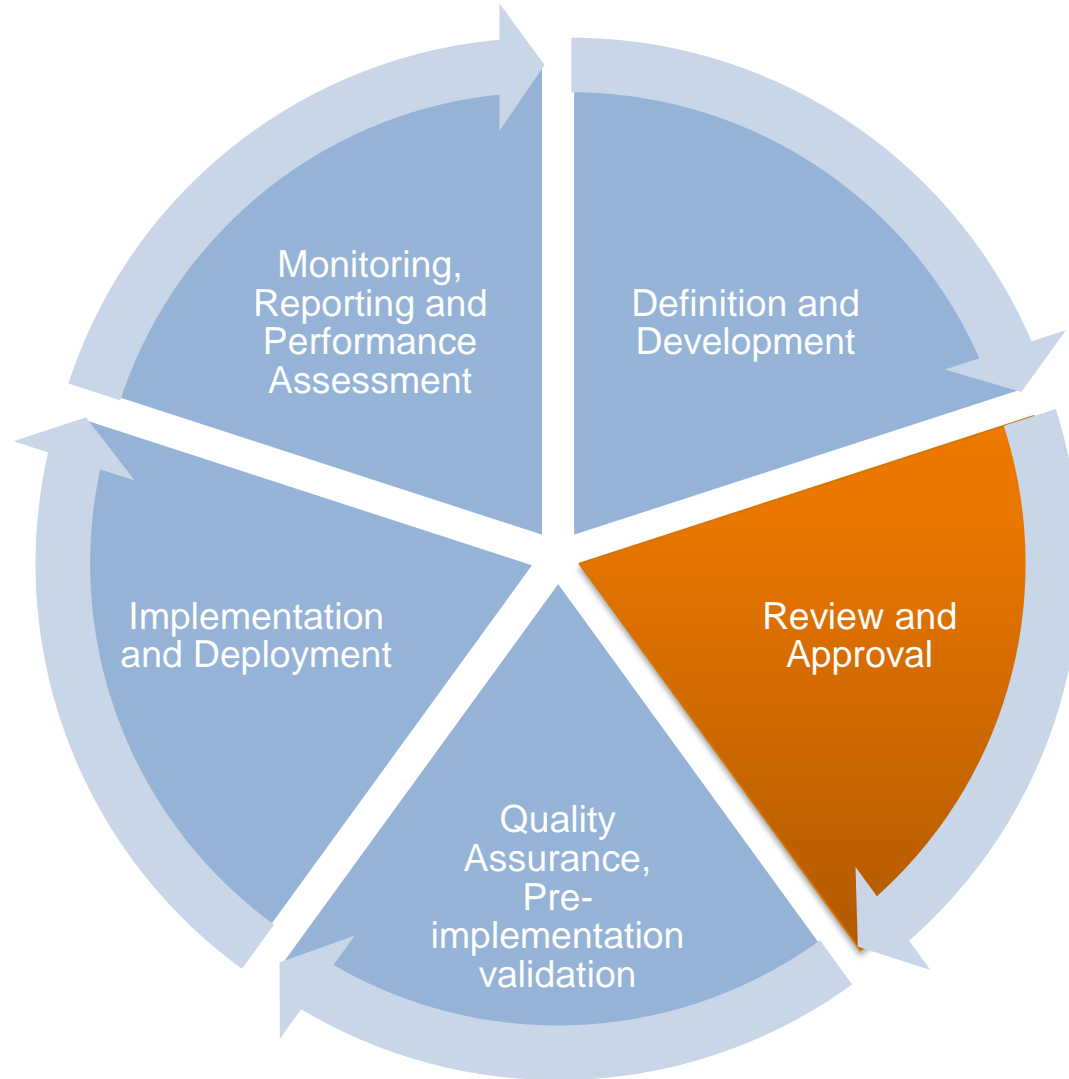 Monitoring,
Reporting and
Performance
Assessment
Definition and
Development
Implementation
and Deployment
Review and
Approval
Quality
Assurance,
Pre-
implementation
validation